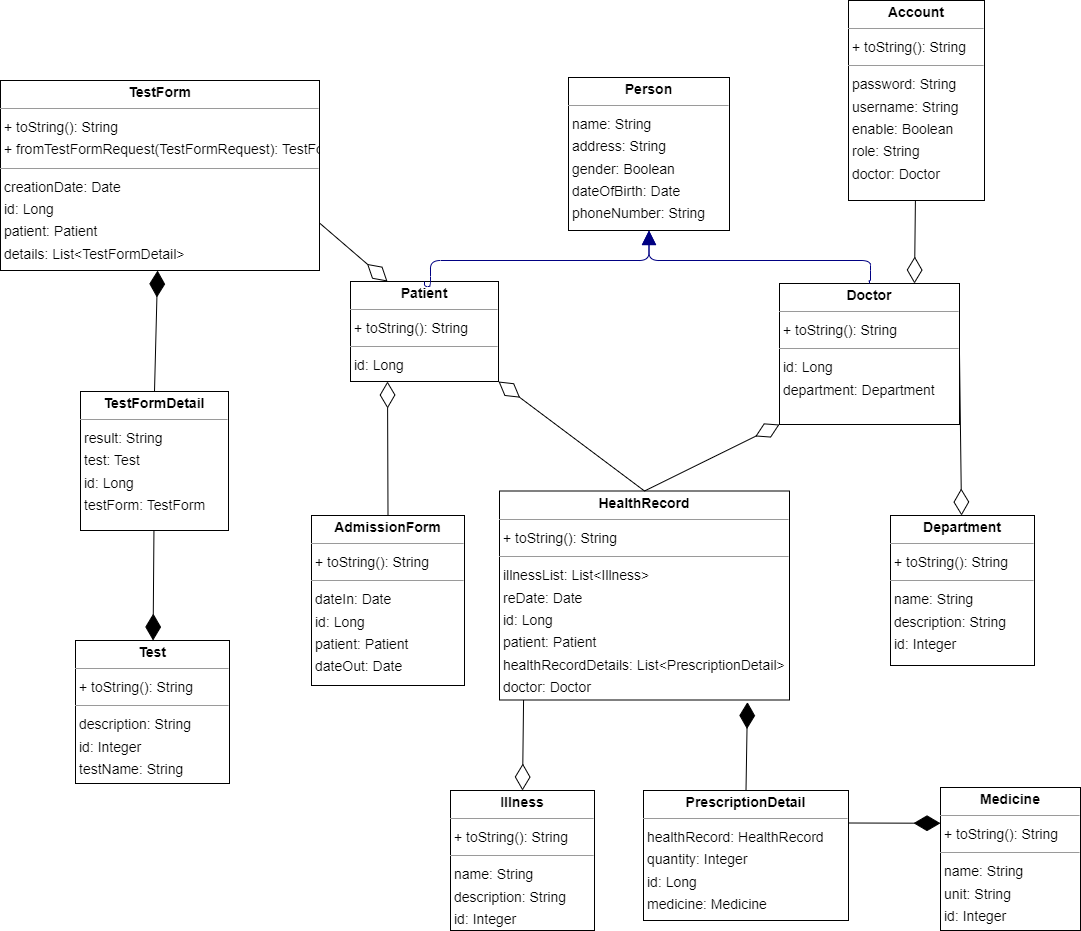 Account
+ toString(): String
password: String
username: String
enable: Boolean
role: String
doctor: Doctor
TestForm
+ toString(): String
+ fromTestFormRequest(TestFormRequest): TestFo
creationDate: Date
id: Long
patient: Patient
details: List<TestFormDetail>
Person
name: String
address: String
gender: Boolean
dateOfBirth: Date
phoneNumber: String
Patient
+ toString(): String
id: Long
Doctor
+ toString(): String
id: Long
department: Department
TestFormDetail
result: String
test: Test
id: Long
testForm: TestForm
AdmissionForm
+ toString(): String
dateIn: Date
id: Long
patient: Patient
dateOut: Date
HealthRecord
+ toString(): String
illnessList: List<Illness>
reDate: Date
id: Long
patient: Patient
healthRecordDetails: List<PrescriptionDetail>
doctor: Doctor
Department
+ toString(): String
name: String
description: String
id: Integer
Test
+ toString(): String
description: String
id: Integer
testName: String
Illness
+ toString(): String
name: String
description: String
id: Integer
PrescriptionDetail
healthRecord: HealthRecord
quantity: Integer
id: Long
medicine: Medicine
Medicine
+ toString(): String
name: String
unit: String
id: Integer